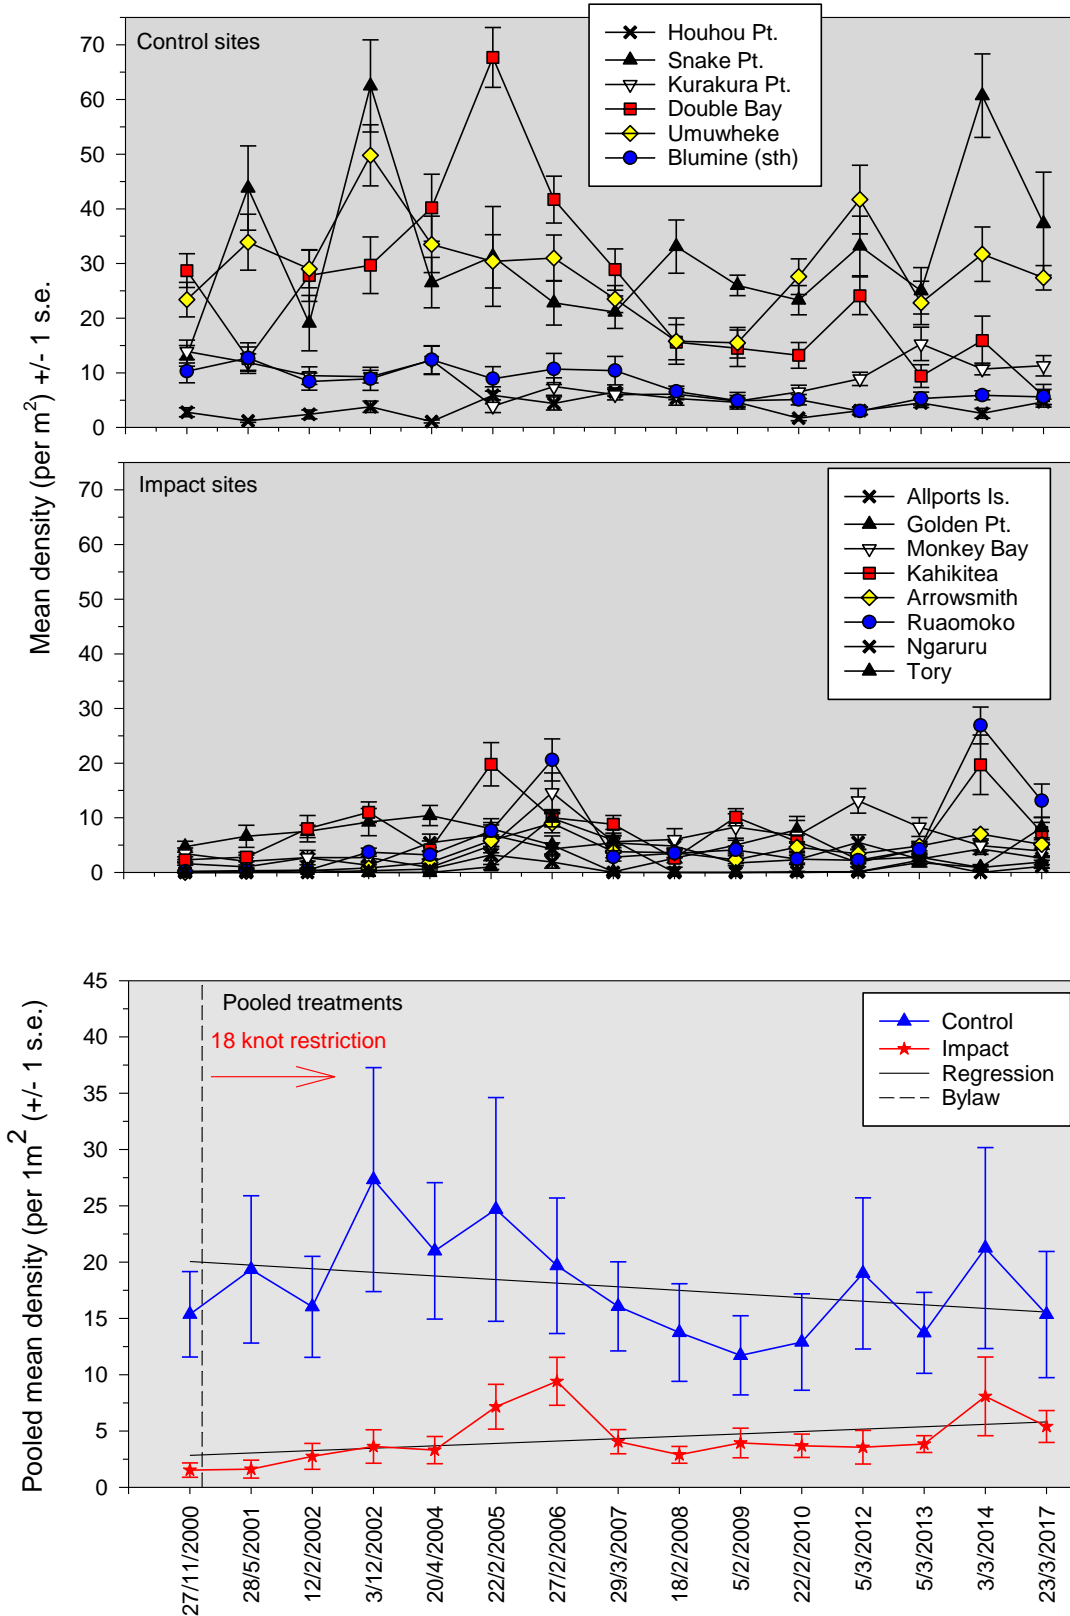 Control sites
Houhou Pt.
Snake Pt.
Kurakura Pt.
Double Bay
Umuwheke
Blumine (sth)
70
60
50
40
30
20
10
0
Mean density (per m²) +/- 1 s.e.
Impact sites
Allports Is.
Golden Pt.
Monkey Bay
Kahikitea
Arrowsmith
Ruaomoko
Ngaruru
Tory
70
60
50
40
30
20
10
0
Pooled mean density (per 1m² (+/- 1 s.e.)
Pooled treatments
18 knot restriction
Control
Impact
Regression
Bylaw
45
40
35
30
25
20
15
10
5
0
27/11/2000
28/5/2001
12/2/2002
3/12/2002
20/4/2004
22/2/2005
27/2/2006
29/3/2007
18/2/2008
5/2/2009
22/2/2010
5/3/2012
5/3/2013
3/3/2014
23/3/2017